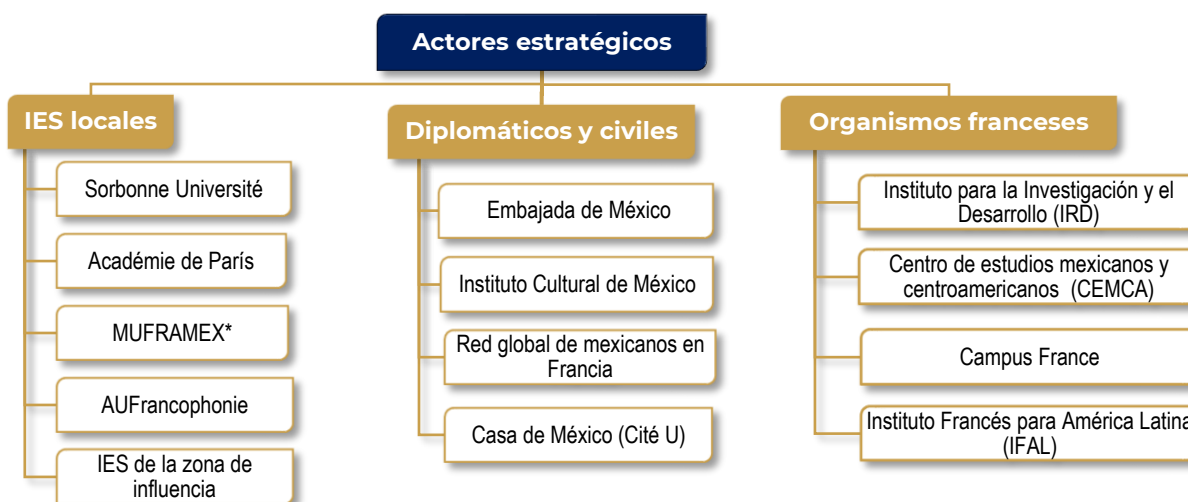 Actores estratégicos
IES locales
Sorbonne Université
Académie de París
MUFRAMEX*
AUFrancophonie
IES de la zona de
influencia
Diplomáticos y civiles
Embajada de México
Instituto Cultural de México
Red global de mexicanos en
Francia
Casa de México (Cité U)
Organismos franceses
Instituto para la Investigación y el
Desarrollo (IRD)
Centro de estudios mexicanos y
centroamericanos (CEMCA)
Campus France
Instituto Francés para América Latina
(IFAL)